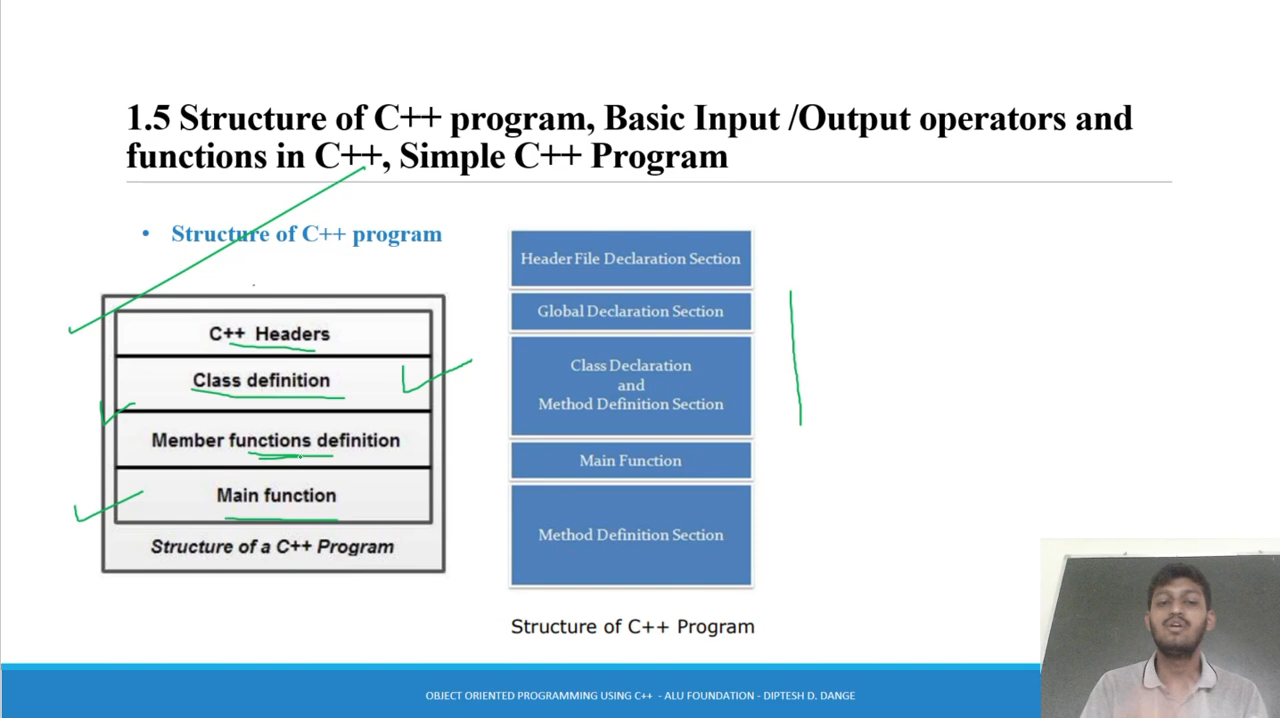 1.5 Structure of C++ program, Basic Input /Output operators and
functions in C++, Simple C++ Program
• Structure of C++ program
C++ Headers
Class definition
Member functions definition
Main function
Structure of a C++ Program
Header File Declaration Section
Global Declaration Section
Class Declaration
and
Method Definition Section
Main Function
Method Definition Section
Structure of C++ Program
OBJECT ORIENTED PROGRAMMING USING C++ - ALU FOUNDATION - DIPTESH D. DANGE